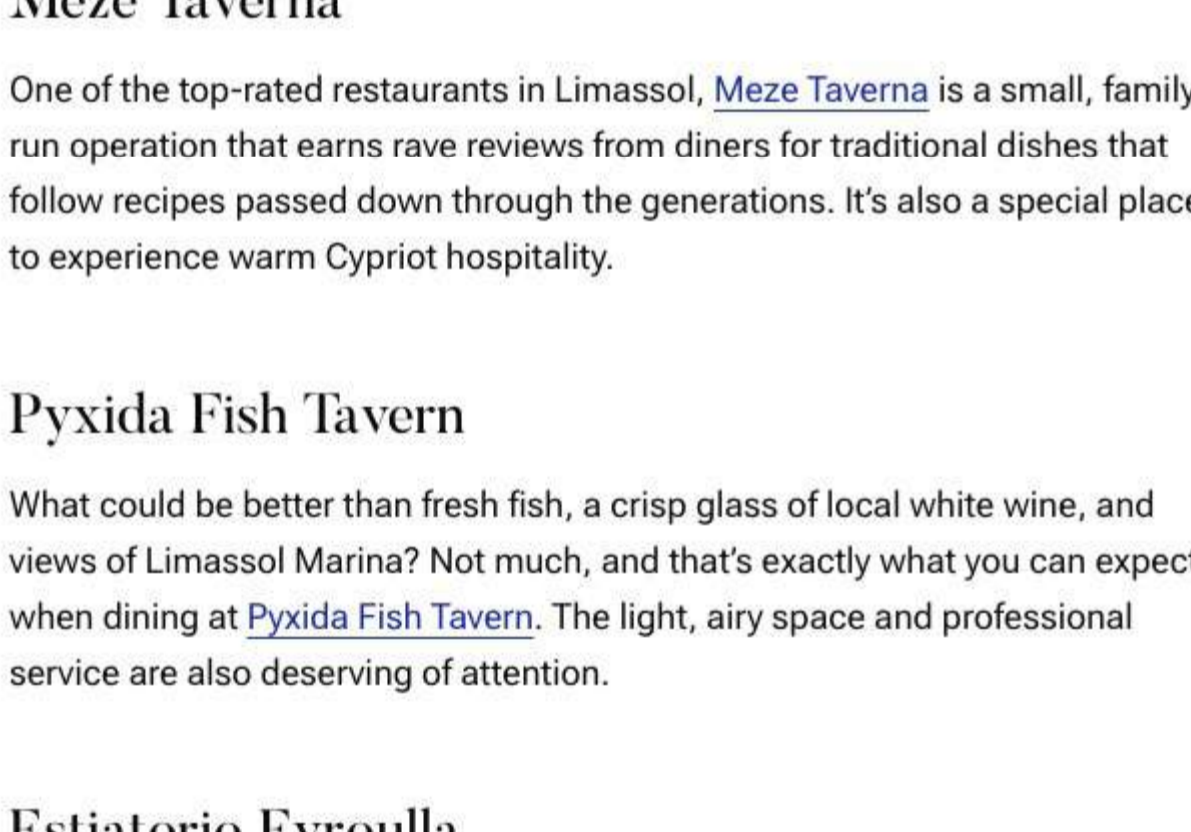 Meze Taverna
One of the top-rated restaurants in Limassol, Meze Taverna is a small, family
run operation that earns rave reviews from diners for traditional dishes that
follow recipes passed down through the generations. It’s also a special place
to experience warm Cypriot hospitality.
Pyxida Fish Tavern
What could be better than fresh fish, a crisp glass of local white wine, and
views of Limassol Marina? Not much, and that’s exactly what you can expect
when dining at Pyxida Fish Tavern. The light, airy space and professional
service are also deserving of attention.
Estiatorio Evroulla